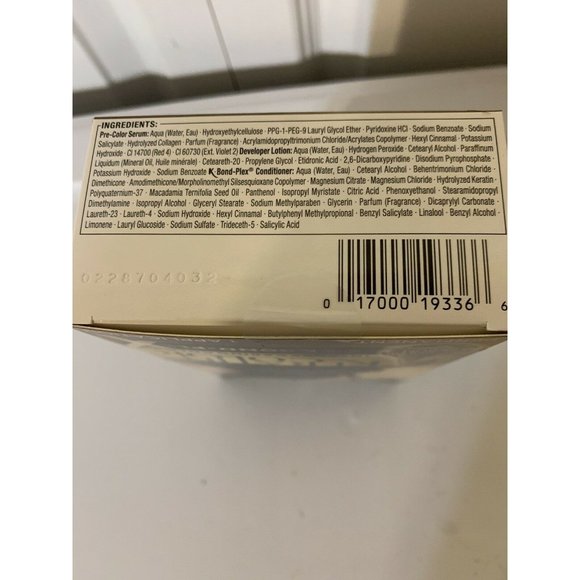 INGREDIENTS:
Pre-Color Serum: Aqua (Water, Eau) · Hydroxyethylcellulose · PPG-1-PEG-9 Lauryl Glycol Ether · Pyridoxine HCl · Sodium Benzoate · Sodium
Salicylate · Hydrolyzed Collagen · Parfum (Fragrance) · Acrylamidopropyltrimonium Chloride/Acrylates Copolymer · Hexyl Cinnamal · Potassium
Hydroxide · CI 14700 (Red 4) · CI 60730 (Ext. Violet 2) Developer Lotion: Aqua (Water, Eau) · Hydrogen Peroxide · Cetearyl Alcohol · Paraffinum
Liquidum (Mineral Oil, Huile minérale) · Ceteareth-20 · Propylene Glycol · Etidronic Acid · 2,6-Dicarboxypyridine · Disodium Pyrophosphate ·
Potassium Hydroxide · Sodium Benzoate K Bond-Plex® Conditioner: Aqua (Water, Eau) · Cetearyl Alcohol · Behentrimonium Chloride ·
Dimethicone · Amodimethicone/Morpholinomethyl Silsesquioxane Copolymer · Magnesium Citrate · Magnesium Chloride · Hydrolyzed Keratin ·
Polyquaternium-37 · Macadamia Ternifolia Seed Oil · Panthenol · Isopropyl Myristate · Citric Acid · Phenoxyethanol · Stearamidopropyl
Dimethylamine · Isopropyl Alcohol · Glyceryl Stearate · Sodium Methylparaben · Glycerin · Parfum (Fragrance) · Dicaprylyl Carbonate ·
Laureth-23 · Laureth-4 · Sodium Hydroxide · Hexyl Cinnamal · Butylphenyl Methylpropional · Benzyl Salicylate · Linalool · Benzyl Alcohol ·
Limonene · Lauryl Glucoside · Sodium Sulfate · Trideceth-5 · Salicylic Acid
0228704032
0 17000 19336 6